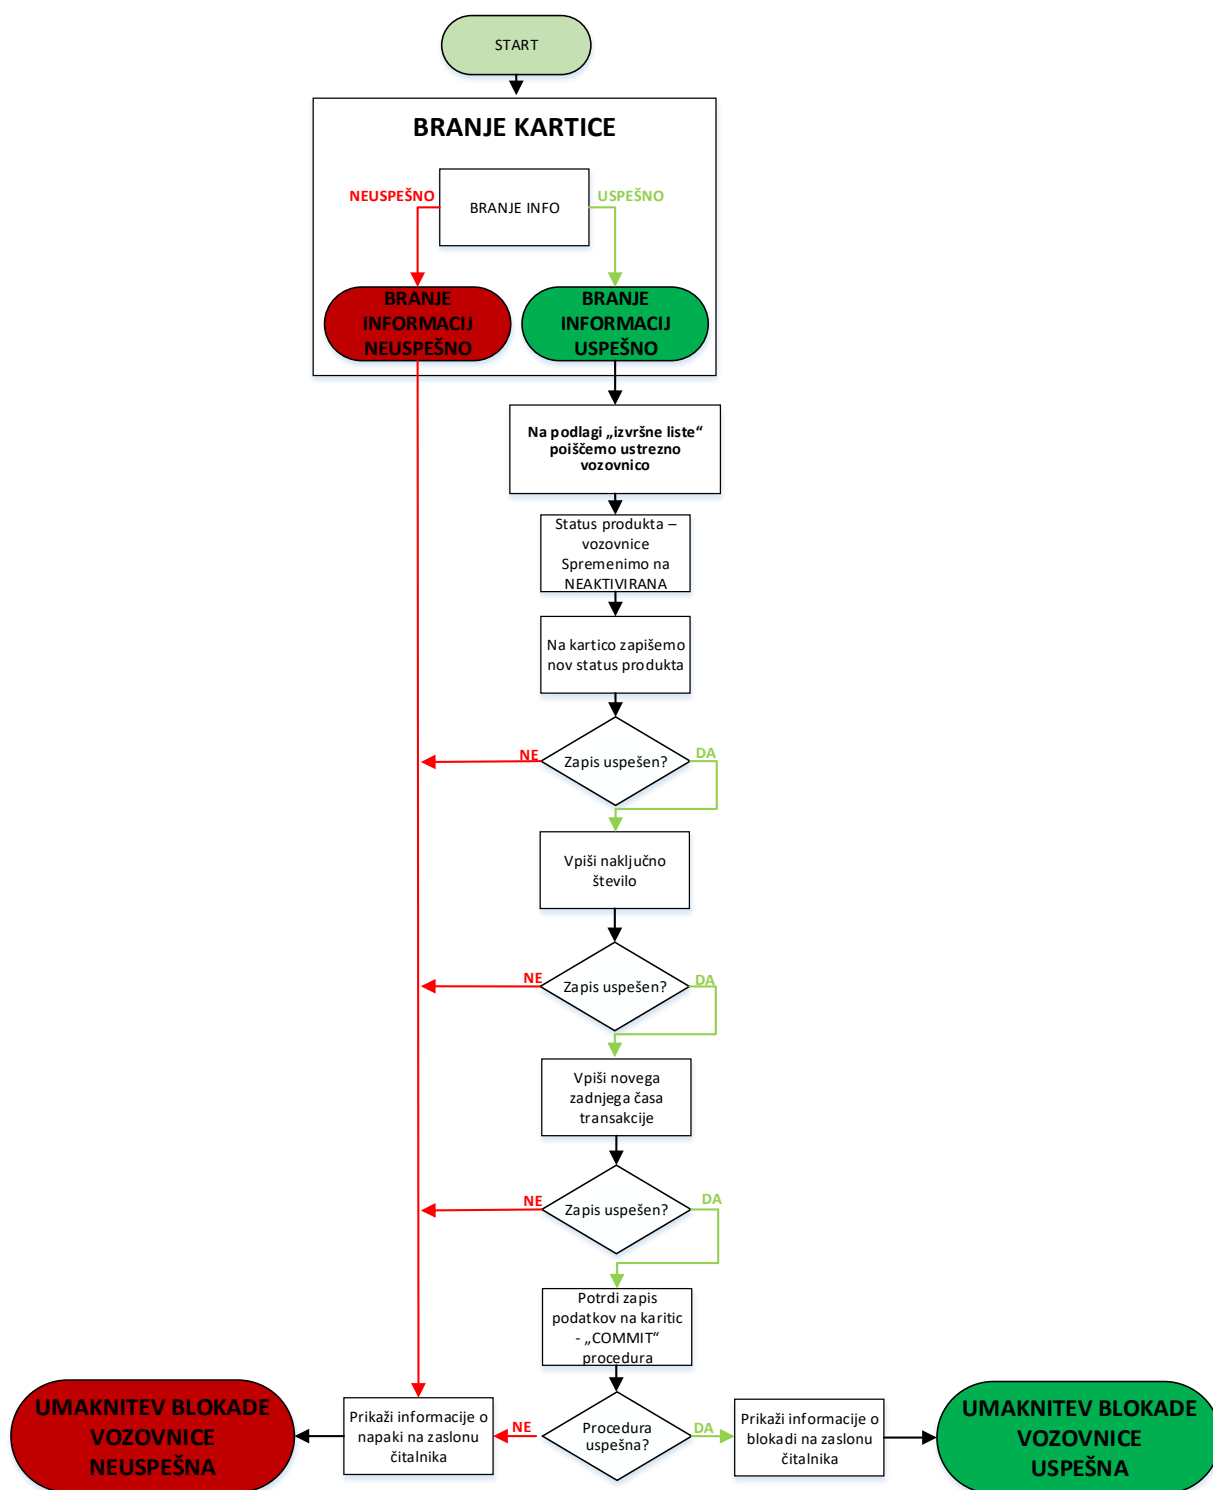 START
BRANJE KARTICE
NEUSPEŠNO
USPEŠNO
BRANJE INFO
BRANJE
INFORMACIJ
NEUSPEŠNO
BRANJE
INFORMACIJ
USPEŠNO
Na podlagi „izvršne liste“
poiščemo ustrezno
vozovnico
Status produkta –
vozovnice
Spremenimo na
NEAKTIVIRANA
Na kartico zapišemo
nov status produkta
NE
Zapis uspešen?
DA
Vpiši naključno
število
NE
Zapis uspešen?
DA
Vpiši novega
zadnjega časa
transakcije
NE
Zapis uspešen?
DA
Potrdi zapis
podatkov na karitic
- „COMMIT“
procedura
UMAKNITEV BLOKADE
VOZOVNICE
NEUSPEŠNA
Prikaži informacije o
napaki na zaslonu
čitalnika
NE
Procedura
uspešna?
DA
Prikaži informacije o
blokadi na zaslonu
čitalnika
UMAKNITEV BLOKADE
VOZOVNICE
USPEŠNA